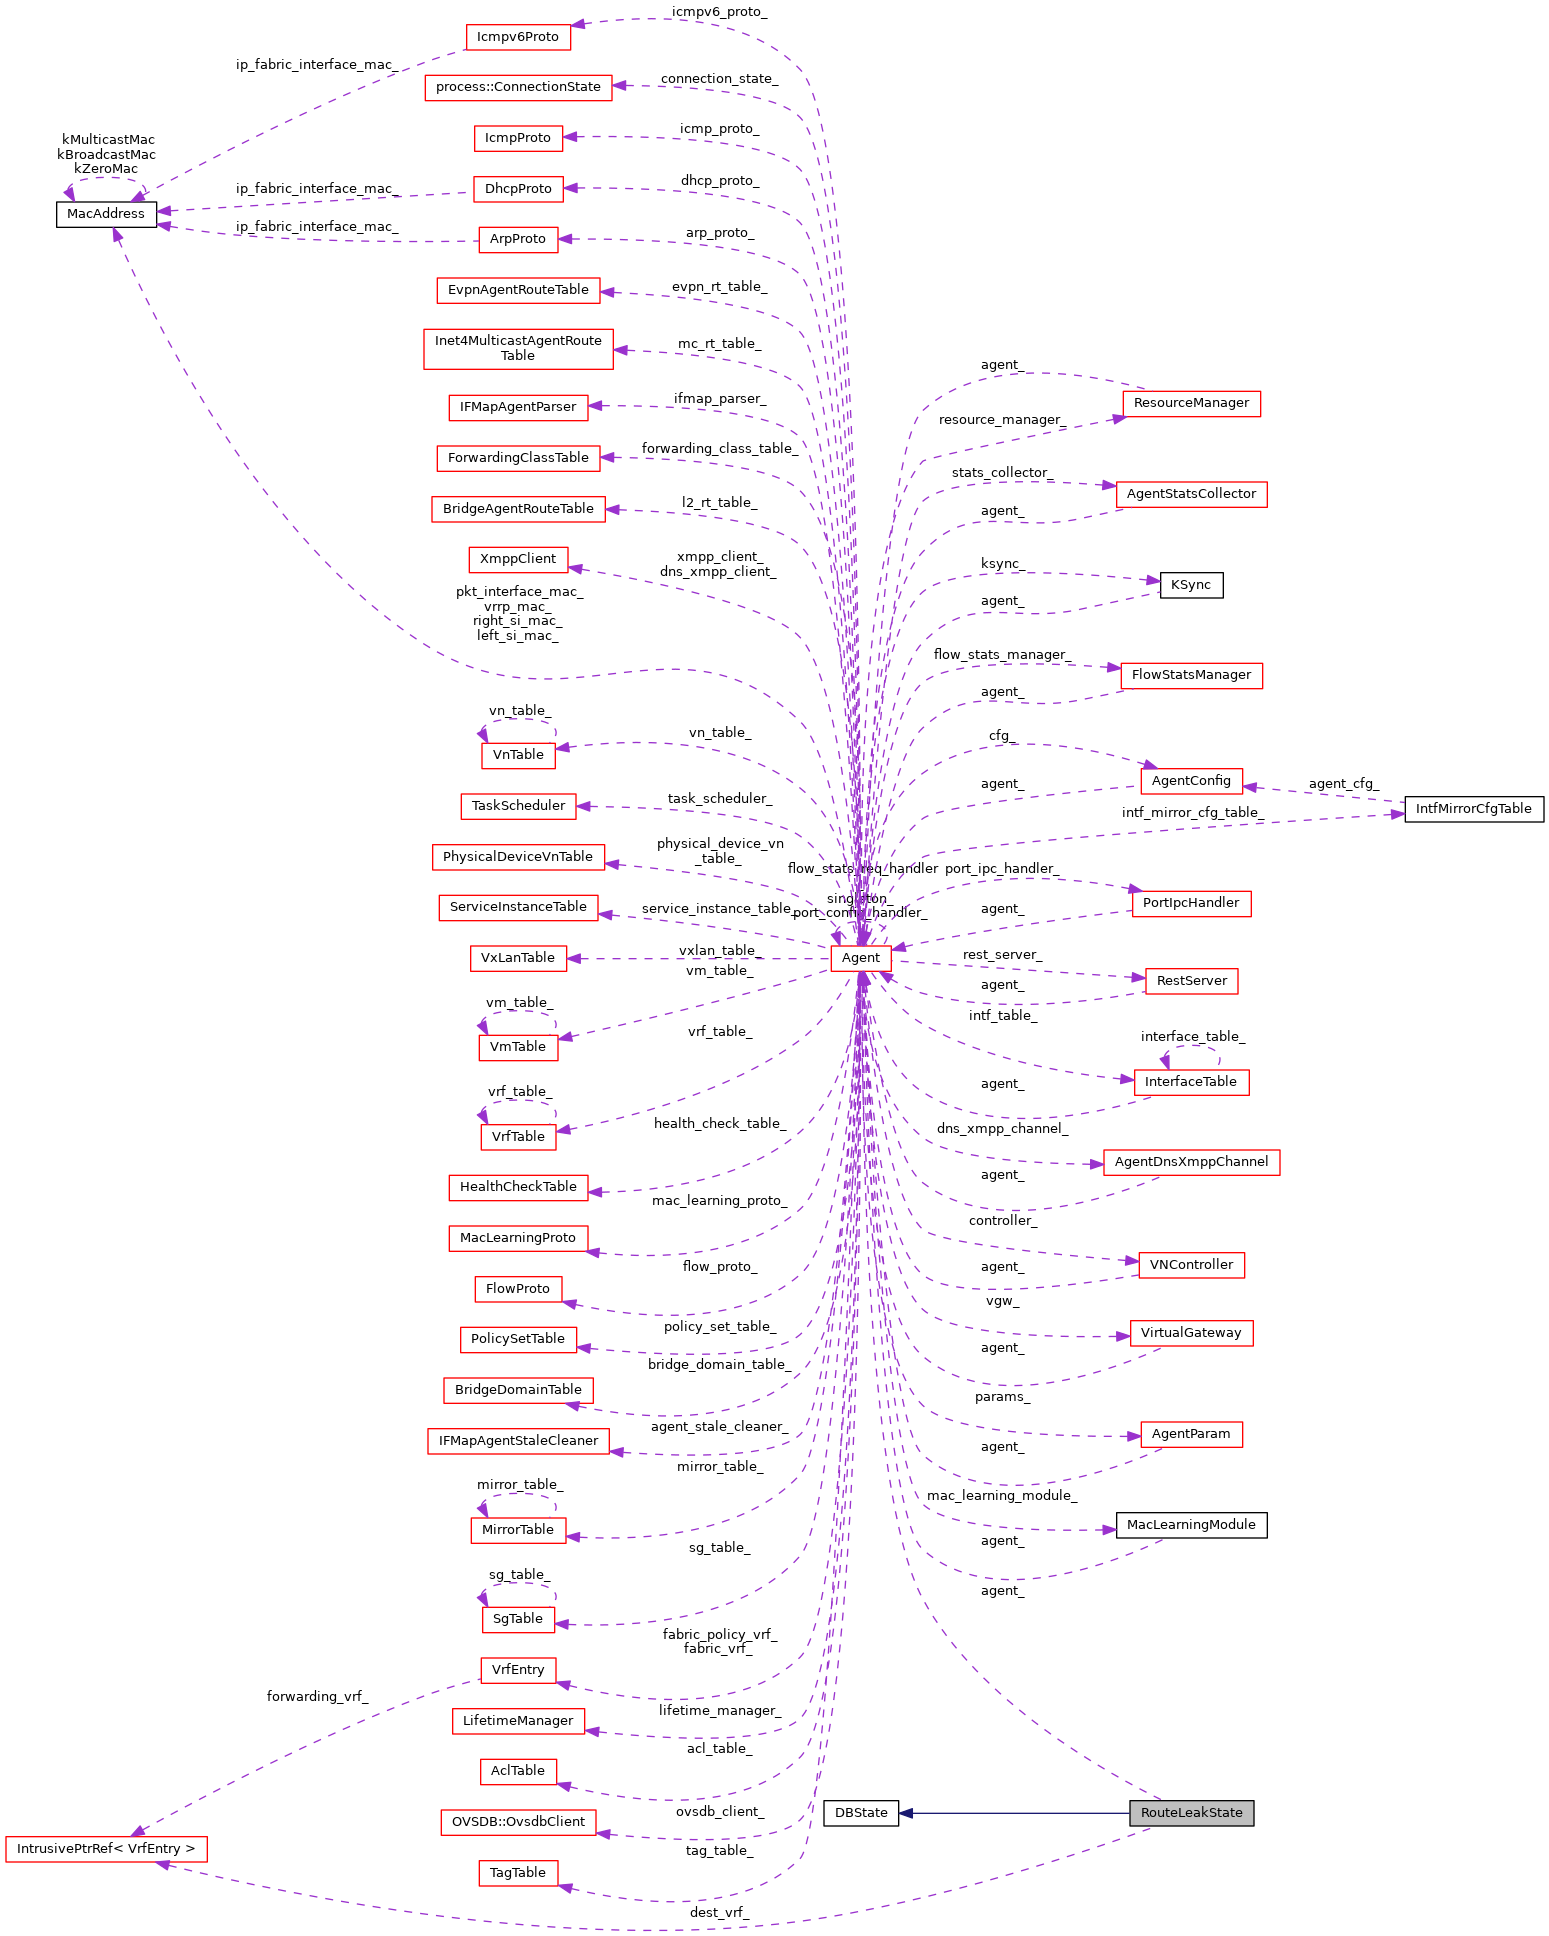 icmpv6_proto_
Icmpv6Proto
ip_fabric_interface_mac_
connection_state_
process::ConnectionState
icmp_proto_
IcmpProto
kMulticastMac
kBroadcastMac
kZeroMac
dhcp_proto_
DhcpProto
ip_fabric_interface_mac_
MacAddress
ip_fabric_interface_mac_
arp_proto_
ArpProto
evpn_rt_table_
EvpnAgentRouteTable
Inet4MulticastAgentRoute
Table
mc_rt_table_
agent_
ifmap_parser_
IFMapAgentParser
ResourceManager
resource_manager_
forwarding_class_table_
ForwardingClassTable
stats_collector_
AgentStatsCollector
l2_rt_table_
BridgeAgentRouteTable
agent_
xmpp_client_
dns_xmpp_client_
XmppClient
ksync_
KSync
pkt_interface_mac_
vrrp_mac_
right_si_mac_
left_si_mac_
agent_
flow_stats_manager_
FlowStatsManager
agent_
vn_table_
vn_table_
VnTable
cfg_
AgentConfig
agent_
agent_cfg_
IntfMirrorCfgTable
task_scheduler_
TaskScheduler
intf_mirror_cfg_table_
physical_device_vn
_table_
PhysicalDeviceVnTable
flow_stats_req_handler
singleton_
port_config_handler_
port_ipc_handler_
PortIpcHandler
service_instance_table_
ServiceInstanceTable
agent_
vxlan_table_
VxLanTable
Agent
rest_server_
RestServer
vm_table_
agent_
vm_table_
VmTable
intf_table_
vrf_table_
interface_table_
InterfaceTable
agent_
vrf_table_
VrfTable
health_check_table_
HealthCheckTable
dns_xmpp_channel_
AgentDnsXmppChannel
agent_
mac_learning_proto_
MacLearningProto
controller_
VNController
agent_
flow_proto_
FlowProto
vgw_
VirtualGateway
policy_set_table_
PolicySetTable
agent_
bridge_domain_table_
BridgeDomainTable
params_
AgentParam
agent_stale_cleaner_
IFMapAgentStaleCleaner
agent_
mirror_table_
mirror_table_
MirrorTable
mac_learning_module_
MacLearningModule
agent_
sg_table_
sg_table_
SgTable
agent_
fabric_policy_vrf_
fabric_vrf_
VrfEntry
forwarding_vrf_
lifetime_manager_
LifetimeManager
acl_table_
AclTable
ovsdb_client_
OVSDB::OvsdbClient
DBState
RouteLeakState
IntrusivePtrRef< VrfEntry >
tag_table_
TagTable
dest_vrf_